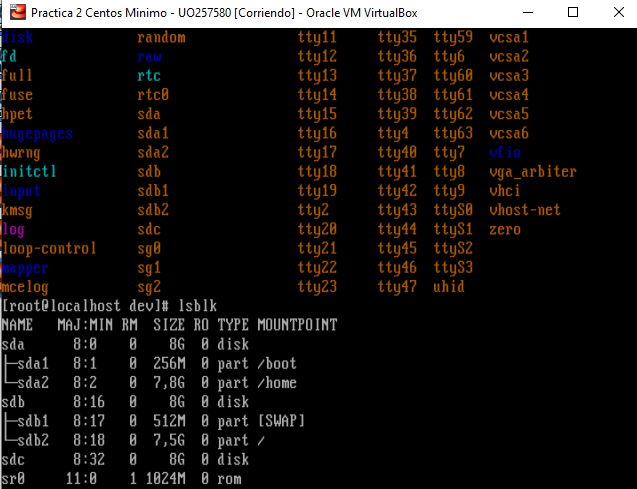 Practica 2 Centos Minimo - UO257580 [Corriendo] - Oracle VM VirtualBox
disk random tty11 tty35 tty59 vcsa1
fd raw tty12 tty36 tty6 vcsa2
full rtc tty13 tty37 tty60 vcsa3
fuse rtc0 tty14 tty38 tty61 vcsa4
hpet sda tty15 tty39 tty62 vcsa5
hugepages sda1 tty16 tty4 tty63 vcsa6
hwrng sda2 tty17 tty40 tty7 vfio
initctl sdb tty18 tty41 tty8 vga_arbiter
input sdb1 tty19 tty42 tty9 vhci
kmsg sdb2 tty2 tty43 ttyS0 vhost-net
log sdc tty20 tty44 ttyS1 zero
loop-control sg0 tty21 tty45 ttyS2
mapper sg1 tty22 tty46 ttyS3
mcelog sg2 tty23 tty47 uhid
[root@localhost dev]# lsblk
NAME MAJ:MIN RM SIZE RO TYPE MOUNTPOINT
sda 8:0 0 8G 0 disk
├─sda1 8:1 0 256M 0 part /boot
└─sda2 8:2 0 7,8G 0 part /home
sdb 8:16 0 8G 0 disk
├─sdb1 8:17 0 512M 0 part [SWAP]
└─sdb2 8:18 0 7,5G 0 part /
sdc 8:32 0 8G 0 disk
sr0 11:0 1 1024M 0 rom